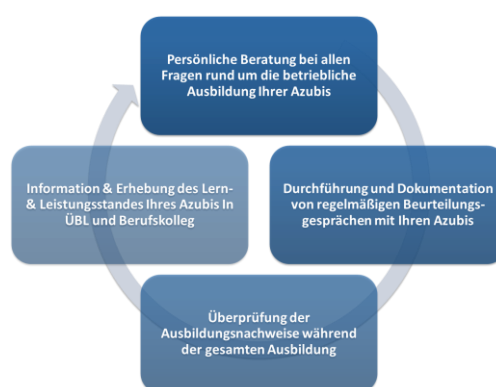 Persönliche Beratung bei allen
Fragen rund um die betriebliche
Ausbildung Ihrer Azubis
Durchführung und Dokumentation
von regelmäßigen Beurteilungs-
gesprächen mit Ihren Azubis
Überprüfung der
Ausbildungsnachweise während
der gesamten Ausbildung
Information & Erhebung des Lern-
& Leistungsstandes Ihres Azubis In
ÜBL und Berufskolleg